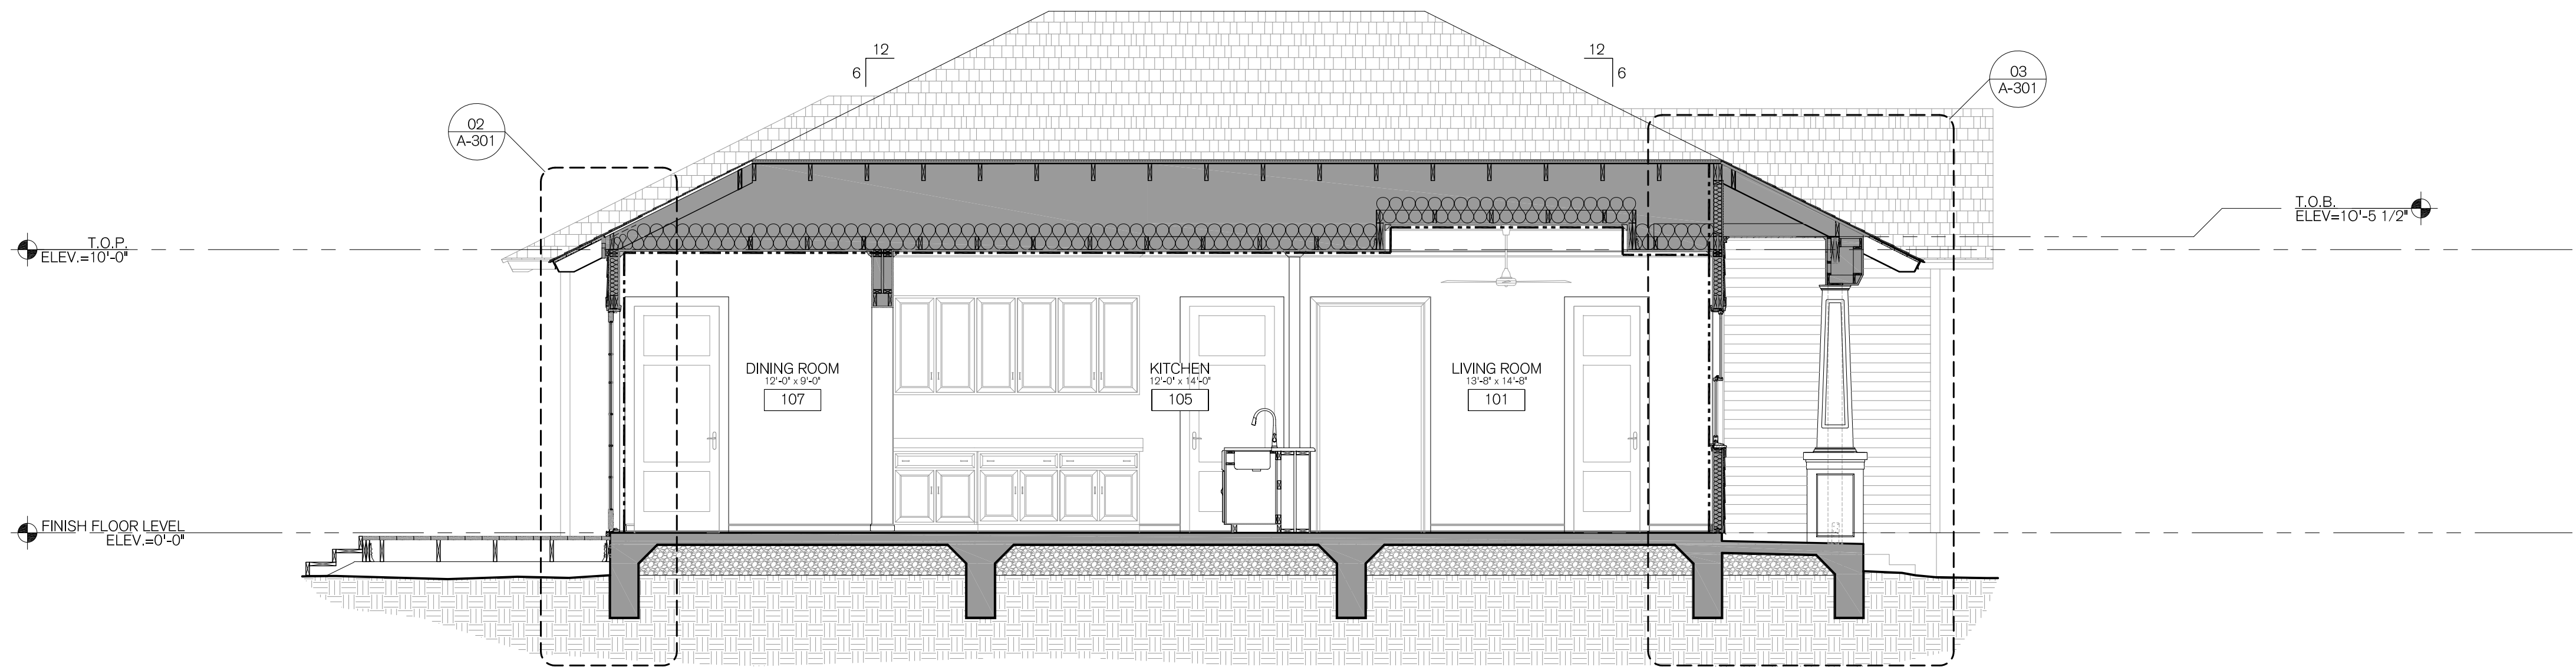 12
6
12
6
03
A-301
02
A-301
T.O.B.
ELEV=10'-5 1/2"
T.O.P.
ELEV.=10'-0"
DINING ROOM
12'-0" x 9'-0"
107
KITCHEN
12'-0" x 14'-0"
105
LIVING ROOM
13'-8" x 14'-8"
101
FINISH FLOOR LEVEL
ELEV.=0'-0"